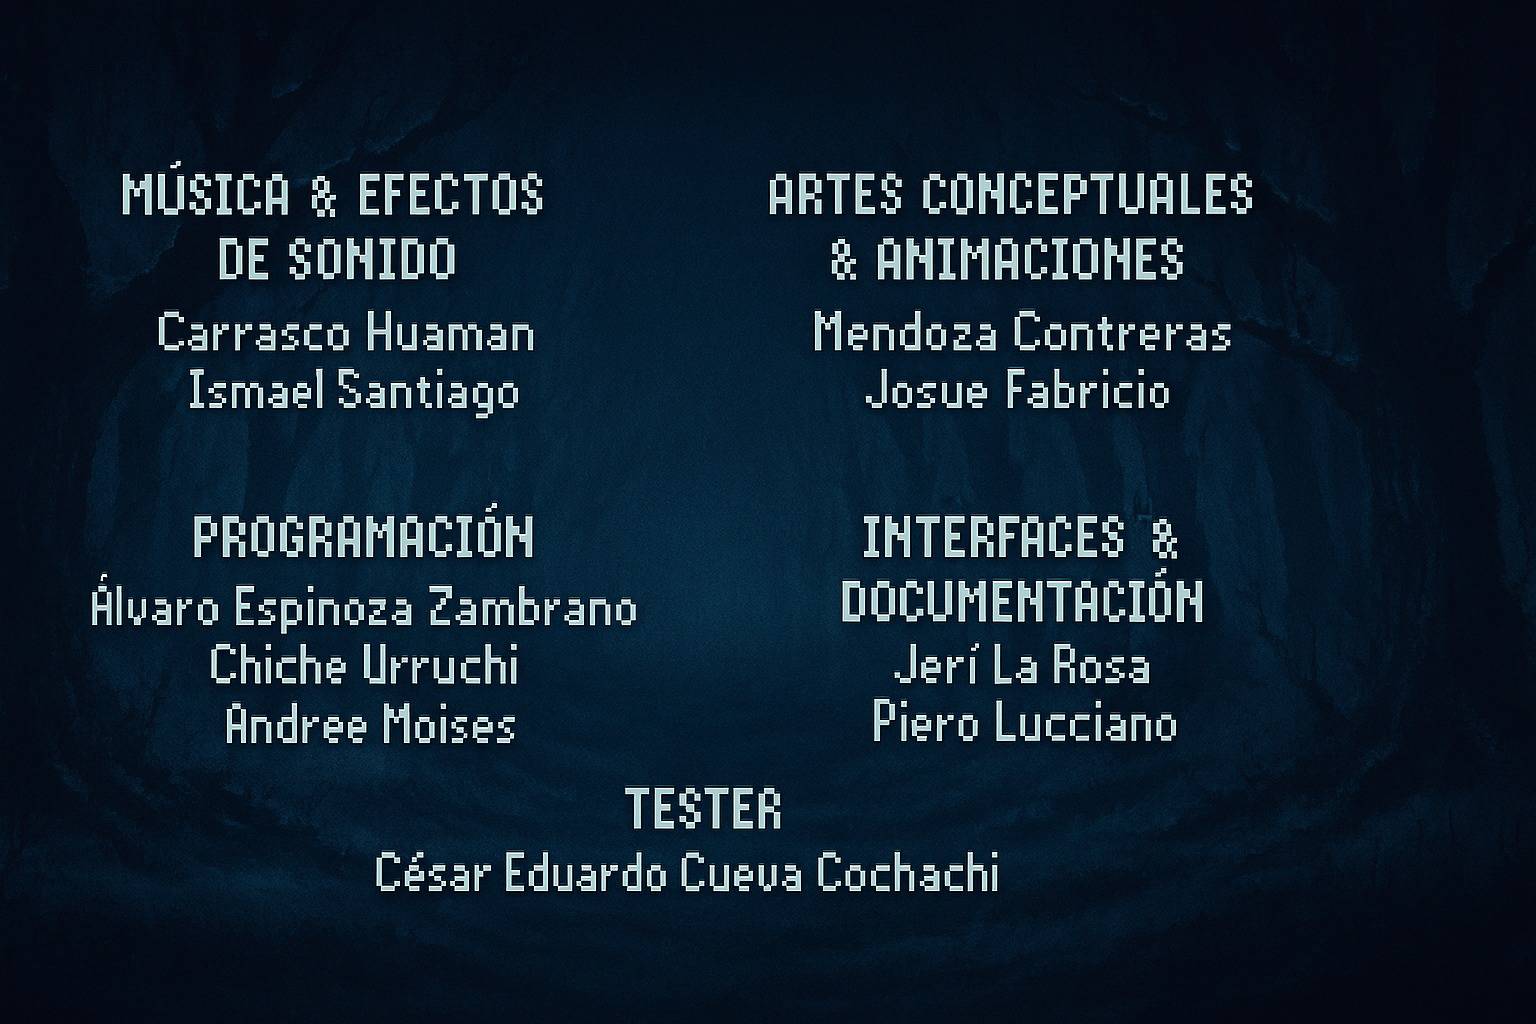 MÚSICA & EFECTOS
DE SONIDO
Carrasco Huaman
Ismael Santiago
ARTES CONCEPTUALES
& ANIMACIONES
Mendoza Contreras
Josue Fabricio
PROGRAMACIÓN
Álvaro Espinoza Zambrano
Chiche Urruchi
Andree Moises
INTERFACES &
DOCUMENTACIÓN
Jerí La Rosa
Piero Lucciano
TESTER
César Eduardo Cueva Cochachi